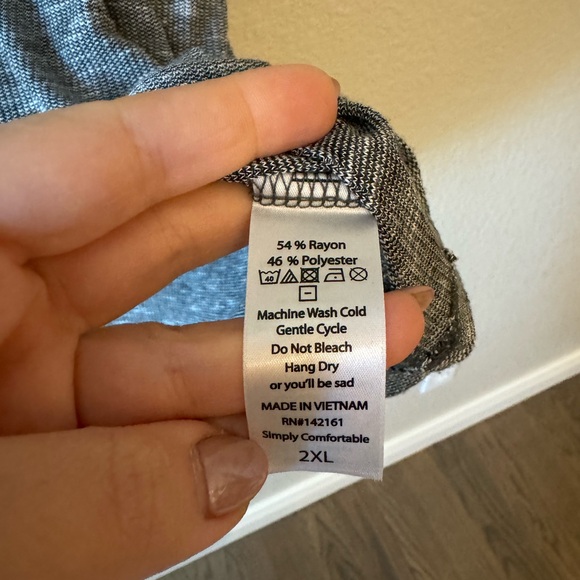 54 % Rayon
46 % Polyester
40
Machine Wash Cold
Gentle Cycle
Do Not Bleach
Hang Dry
or you'll be sad
MADE IN VIETNAM
RN#142161
Simply Comfortable
2XL